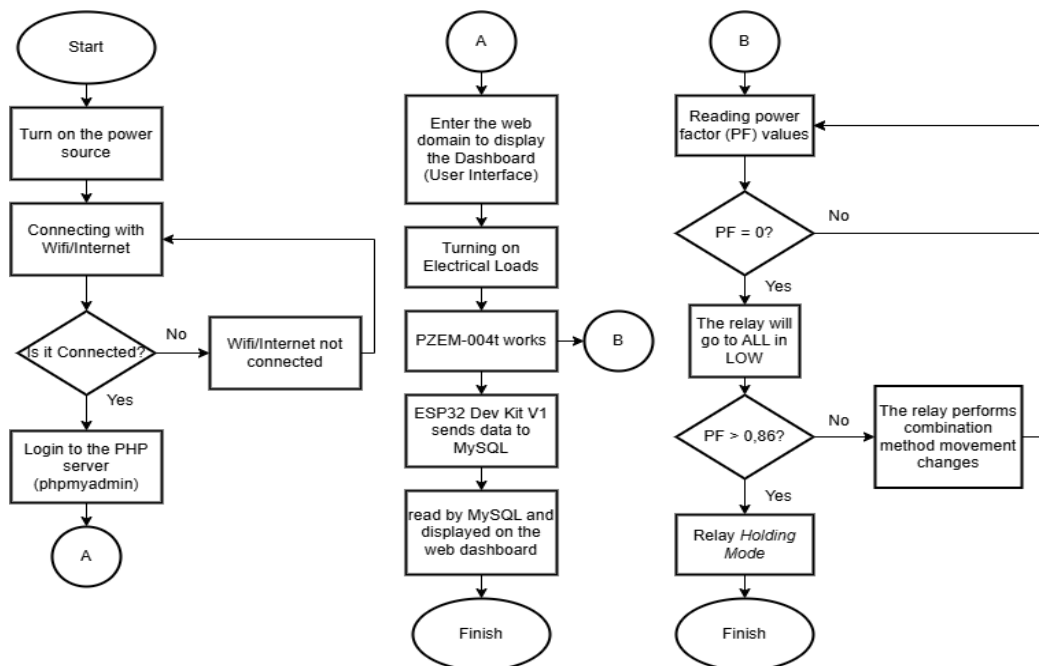 Start
Turn on the power
source
Connecting with
Wifi/Internet
Is it Connected?
No
Wifi/Internet not
connected
Yes
Login to the PHP
server
(phpmyadmin)
A
A
Enter the web
domain to display
the Dashboard
(User Interface)
Turning on
Electrical Loads
PZEM-004t works
B
ESP32 Dev Kit V1
sends data to
MySQL
read by MySQL and
displayed on the
web dashboard
Finish
B
Reading power
factor (PF) values
PF = 0?
No
Yes
The relay will
go to ALL in
LOW
PF > 0,86?
No
The relay performs
combination
method movement
changes
Yes
Relay Holding
Mode
Finish